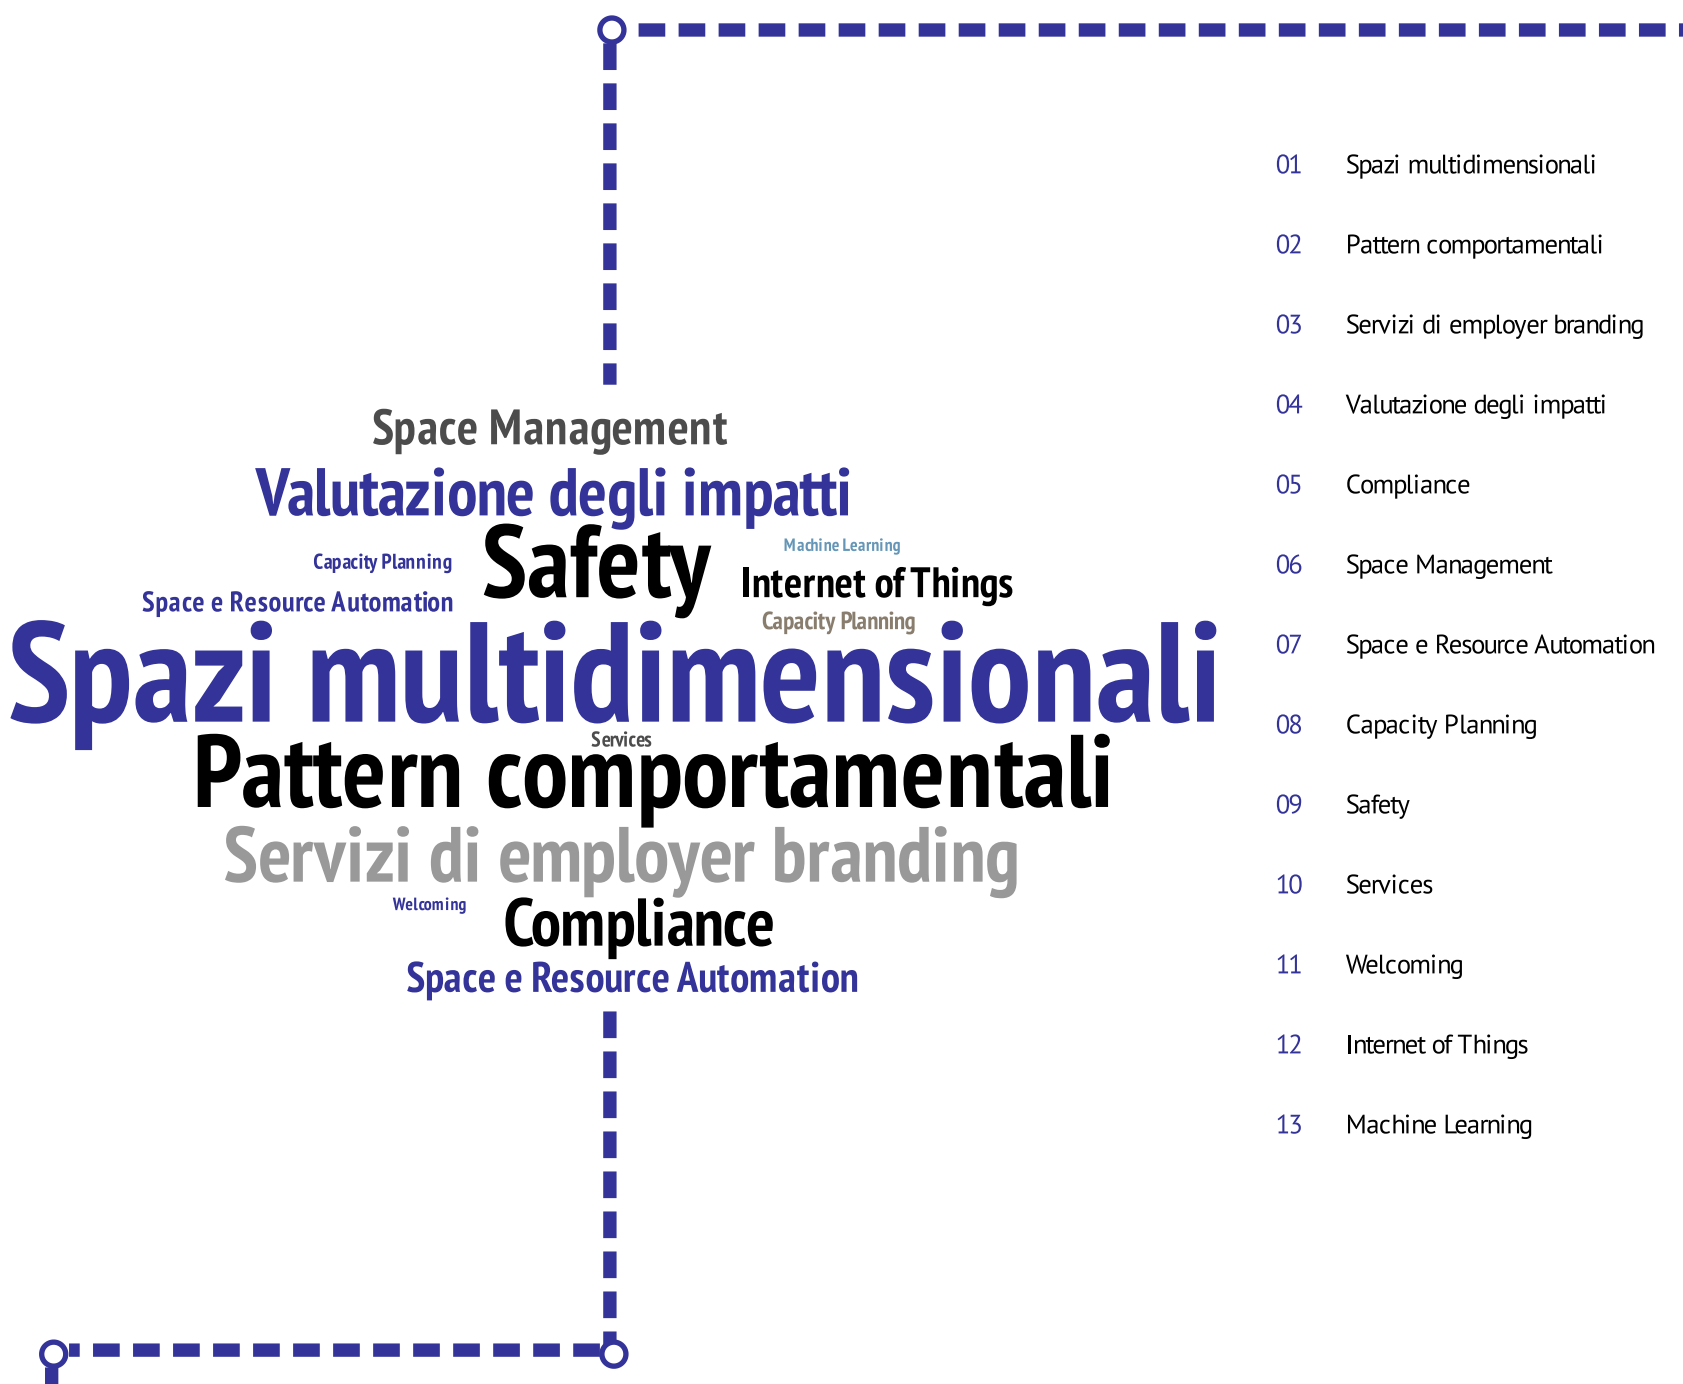 Space Management
Valutazione degli impatti
Safety
Machine Learning
Capacity Planning
Internet of Things
Space e Resource Automation
Capacity Planning
Spazi multidimensionali
Services
Pattern comportamentali
Servizi di employer branding
Welcoming
Compliance
Space e Resource Automation
01 Spazi multidimensionali
02 Pattern comportamentali
03 Servizi di employer branding
04 Valutazione degli impatti
05 Compliance
06 Space Management
07 Space e Resource Automation
08 Capacity Planning
09 Safety
10 Services
11 Welcoming
12 Internet of Things
13 Machine Learning